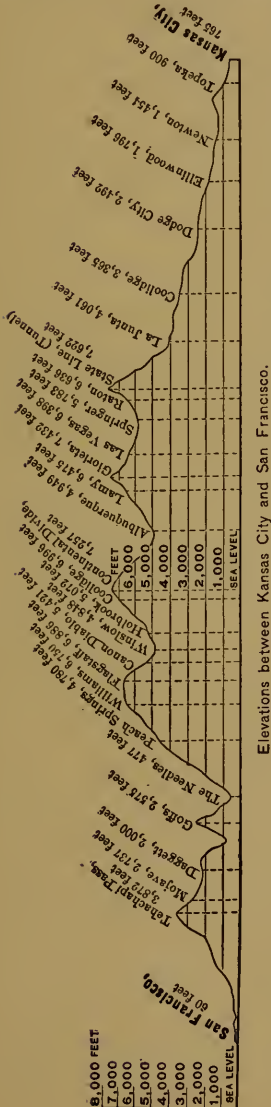 8,000 FEET
7,000
6,000
5,000
4,000
3,000
2,000
1,000
SEA LEVEL
San Francisco,
60 feet
Tehachapi Pass,
3,872 feet
Mojave, 2,737 feet
Daggett, 2,000 feet
Goffs, 2,575 feet
The Needles, 477 feet
Peach Springs, 4,780 feet
Williams, 6,750 feet
Flagstaff, 6,886 feet
Canon Diablo, 5,421 feet
Winslow, 4,848 feet
Holbrook, 5,072 feet
Coolidge, 6,996 feet
Continental Divide,
7,257 feet
FEET
6,000
5,000
4,000
3,000
2,000
1,000
SEA LEVEL
Albuquerque, 4,949 feet
Lamy, 6,475 feet
Glorieta, 7,432 feet
Las Vegas, 6,398 feet
Springer, 5,783 feet
Raton, 6,636 feet
State Line (Tunnel)
7,622 feet
La Junta, 4,061 feet
Coolidge, 3,365 feet
Dodge City, 2,492 feet
Ellinwood, 1,796 feet
Newton, 1,454 feet
Topeka, 900 feet
Kansas City,
765 feet
Elevations between Kansas City and San Francisco.